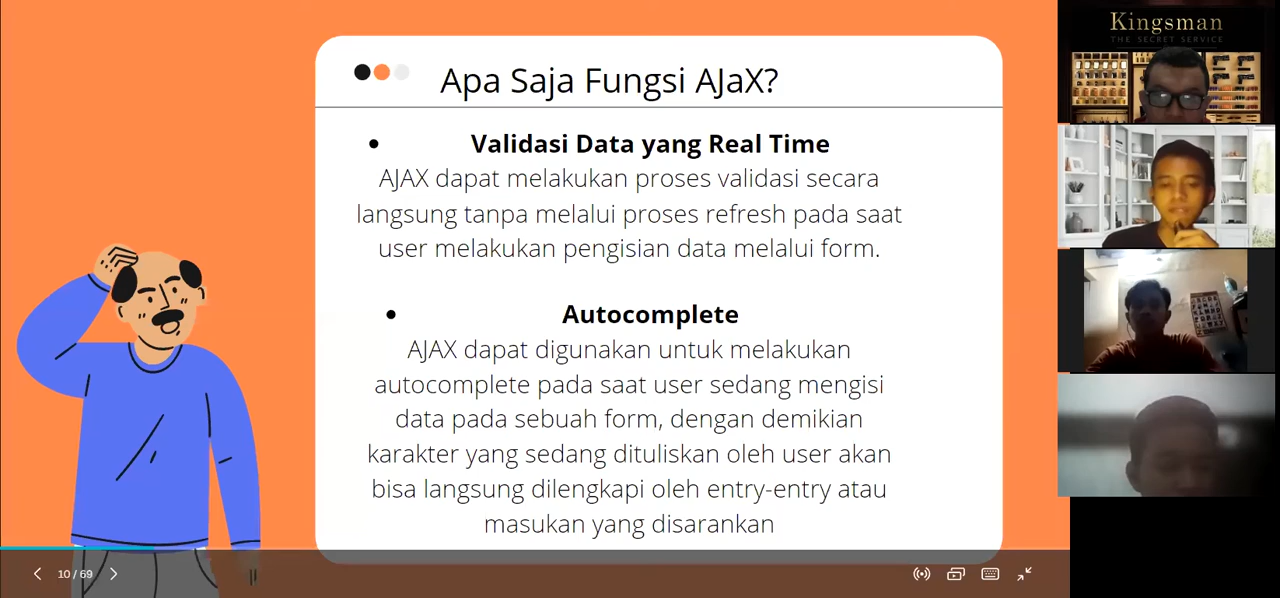 Apa Saja Fungsi AJaX?
Validasi Data yang Real Time
AJAX dapat melakukan proses validasi secara
langsung tanpa melalui proses refresh pada saat
user melakukan pengisian data melalui form.
Autocomplete
AJAX dapat digunakan untuk melakukan
autocomplete pada saat user sedang mengisi
data pada sebuah form, dengan demikian
karakter yang sedang dituliskan oleh user akan
bisa langsung dilengkapi oleh entry-entry atau
masukan yang disarankan
10 / 69
Kingsman
THE SECRET SERVICE